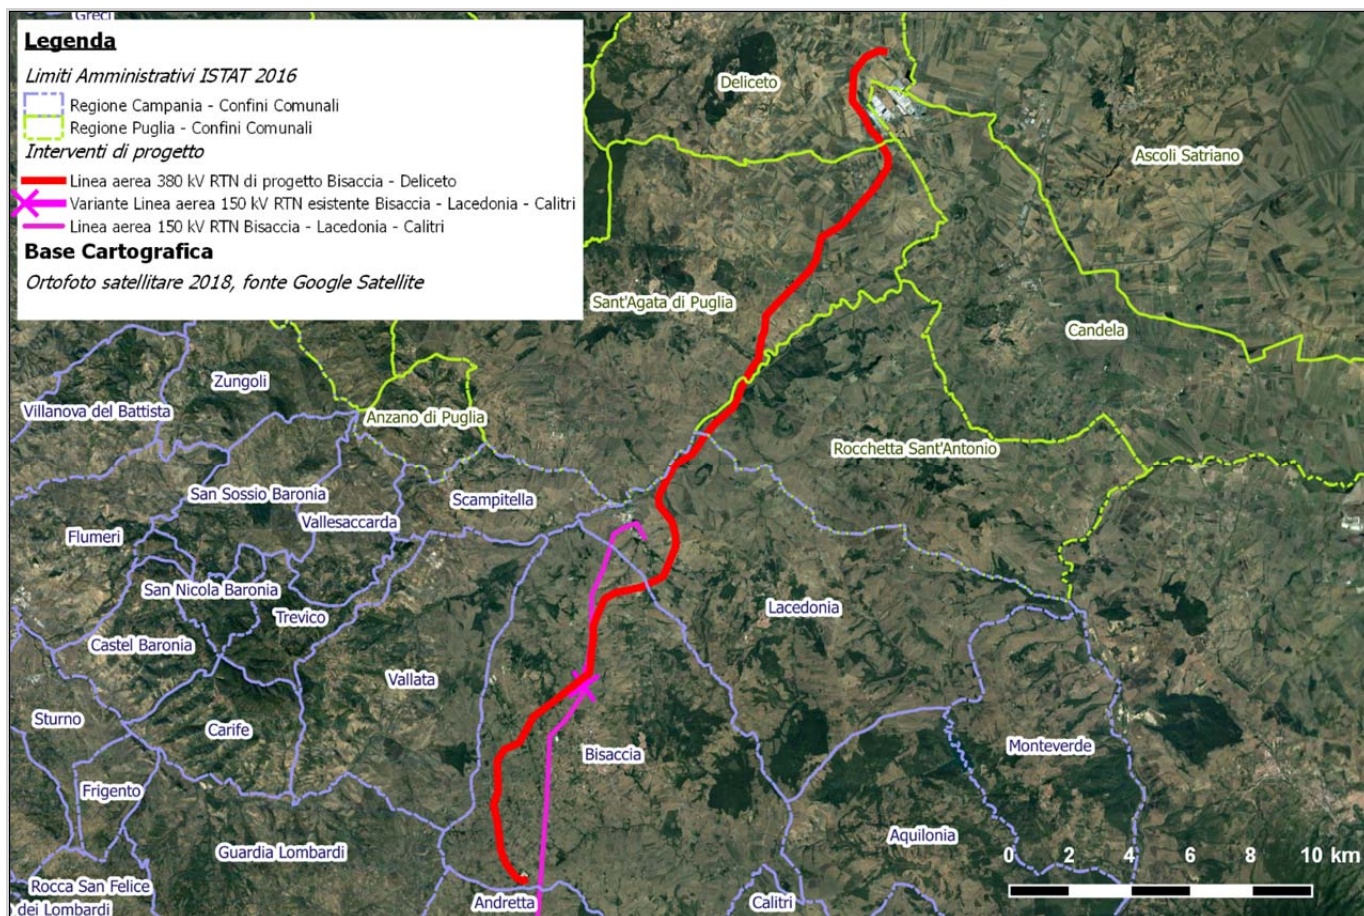 Greci
Legenda
Limiti Amministrativi ISTAT 2016
Regione Campania - Confini Comunali
Regione Puglia - Confini Comunali
Interventi di progetto
Linea aerea 380 kV RTN di progetto Bisaccia - Deliceto
Variante Linea aerea 150 kV RTN esistente Bisaccia - Lacedonia - Calitri
Linea aerea 150 kV RTN Bisaccia - Lacedonia - Calitri
Base Cartografica
Ortofoto satellitare 2018, fonte Google Satellite
Deliceto
Ascoli Satriano
Sant'Agata di Puglia
Candela
Zungoli
Villanova del Battista
Anzano di Puglia
Rocchetta Sant'Antonio
San Sossio Baronia
Scampitella
Vallesaccarda
Flumeri
San Nicola Baronia
Lacedonia
Trevico
Castel Baronia
Vallata
Sturno
Carife
Bisaccia
Monteverde
Frigento
Aquilonia
Guardia Lombardi
0 2 4 6 8 10 km
Rocca San Felice
dei Lombardi
Andretta
Calitri